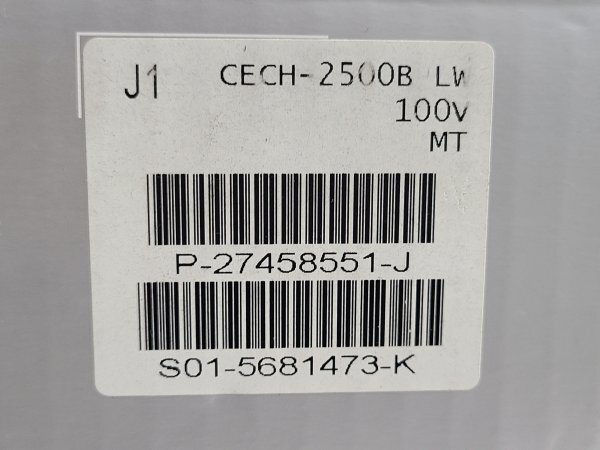 J1 CECH-2500B LW
100V
MT
P-27458551-J
S01-5681473-K